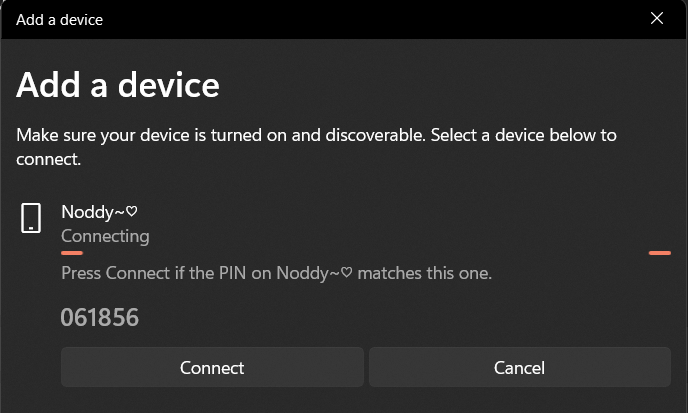 Add a device
Add a device
Make sure your device is turned on and discoverable. Select a device below to
connect.
Noddy~♡
Connecting
Press Connect if the PIN on Noddy~♡ matches this one.
061856
Connect
Cancel